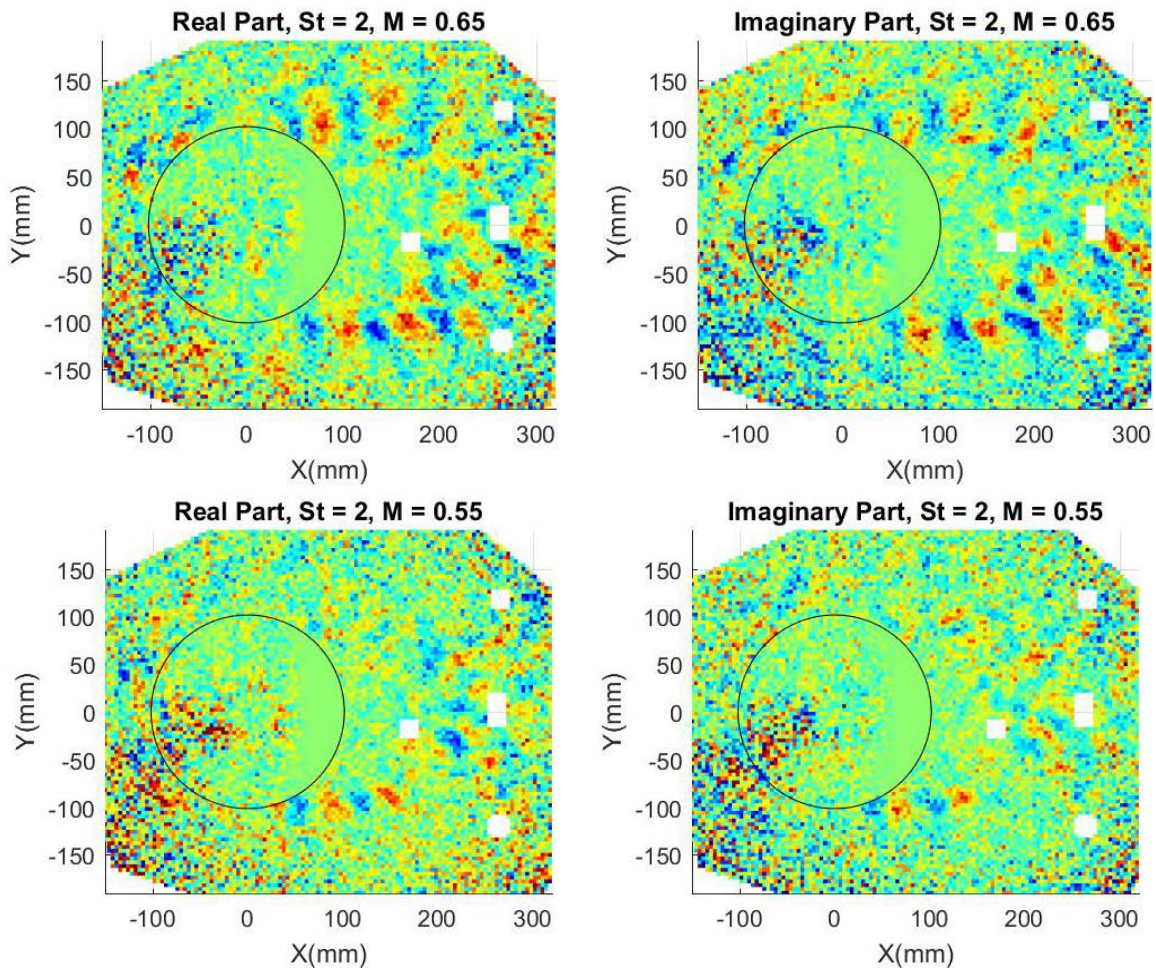 Real Part, St = 2, M = 0.65
Imaginary Part, St = 2, M = 0.65
150
100
50
0
-50
-100
-150
Y(mm)
-100 0 100 200 300
X(mm)
150
100
50
0
-50
-100
-150
Y(mm)
-100 0 100 200 300
X(mm)
Real Part, St = 2, M = 0.55
Imaginary Part, St = 2, M = 0.55
150
100
50
0
-50
-100
-150
Y(mm)
-100 0 100 200 300
X(mm)
150
100
50
0
-50
-100
-150
Y(mm)
-100 0 100 200 300
X(mm)